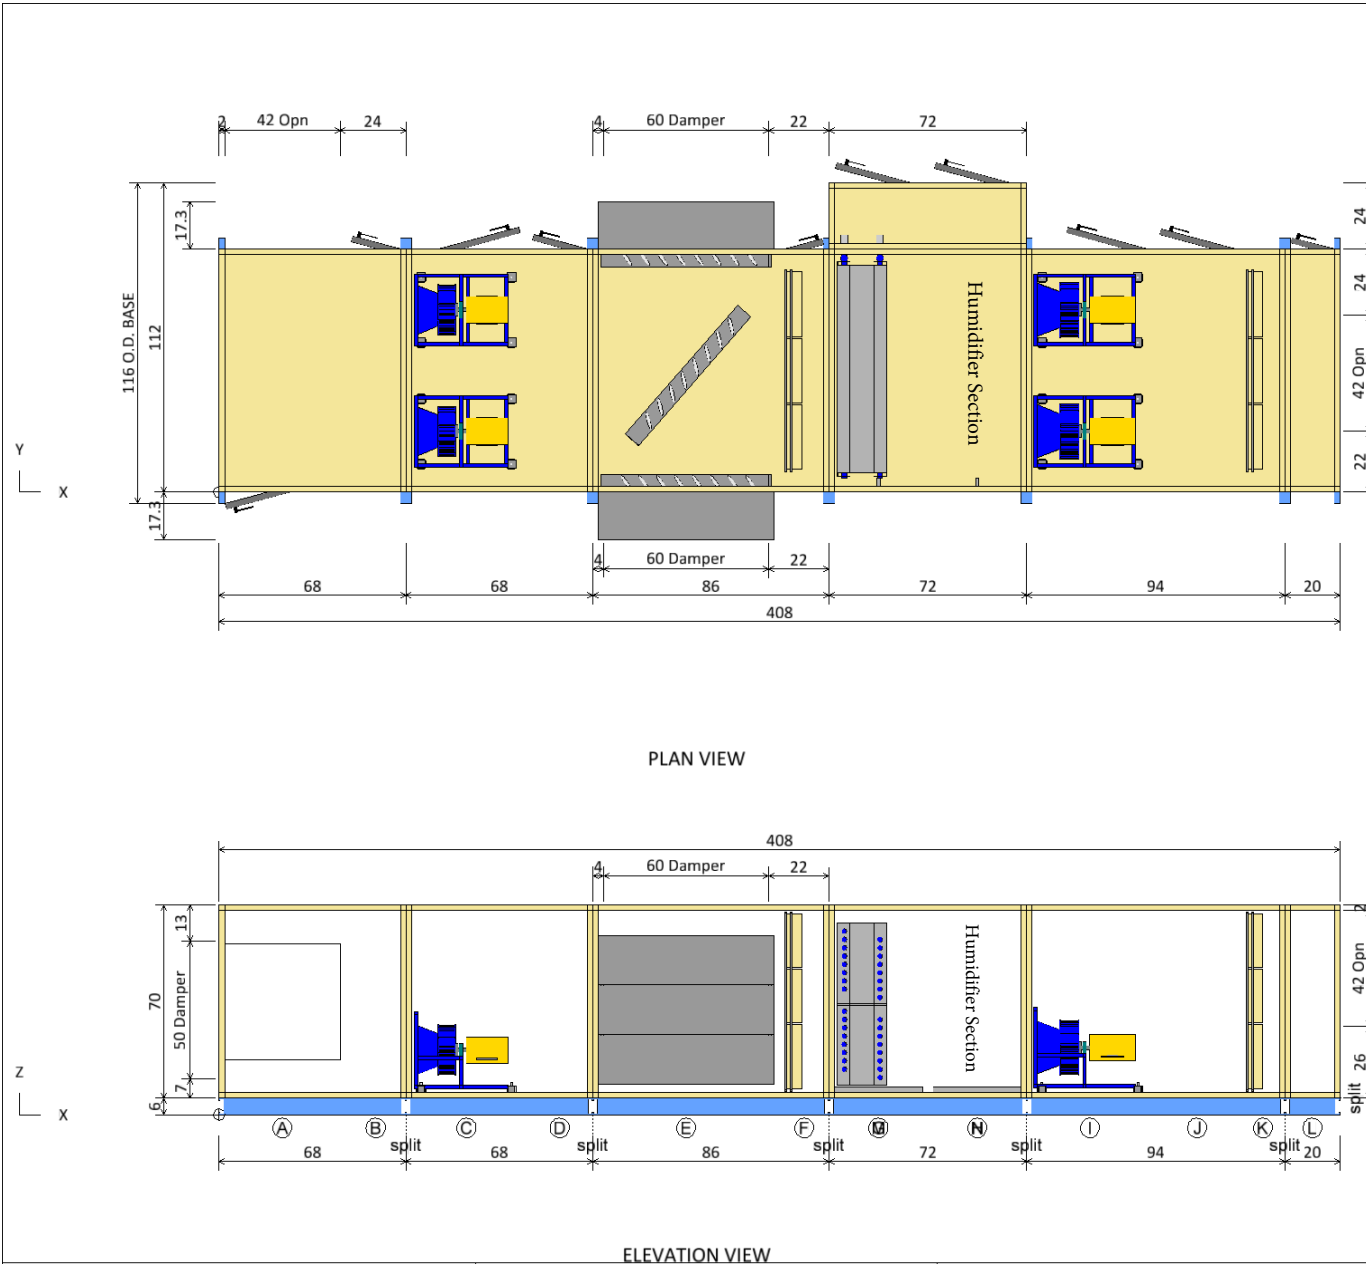 2 42 Opn 24 4 60 Damper 22 72
17.3
24
116 O.D. BASE
112
24
42 Opn
22
Humidifier Section
Y
X
17.3
4 60 Damper 22
68 68 86 72 94 20
408
PLAN VIEW
408
4 60 Damper 22
13
2
70
50 Damper
42 Opn
Humidifier Section
26
7
Z
X
6
split
A B C D E F N I J K L
split split split split split
68 68 86 72 94 20
ELEVATION VIEW